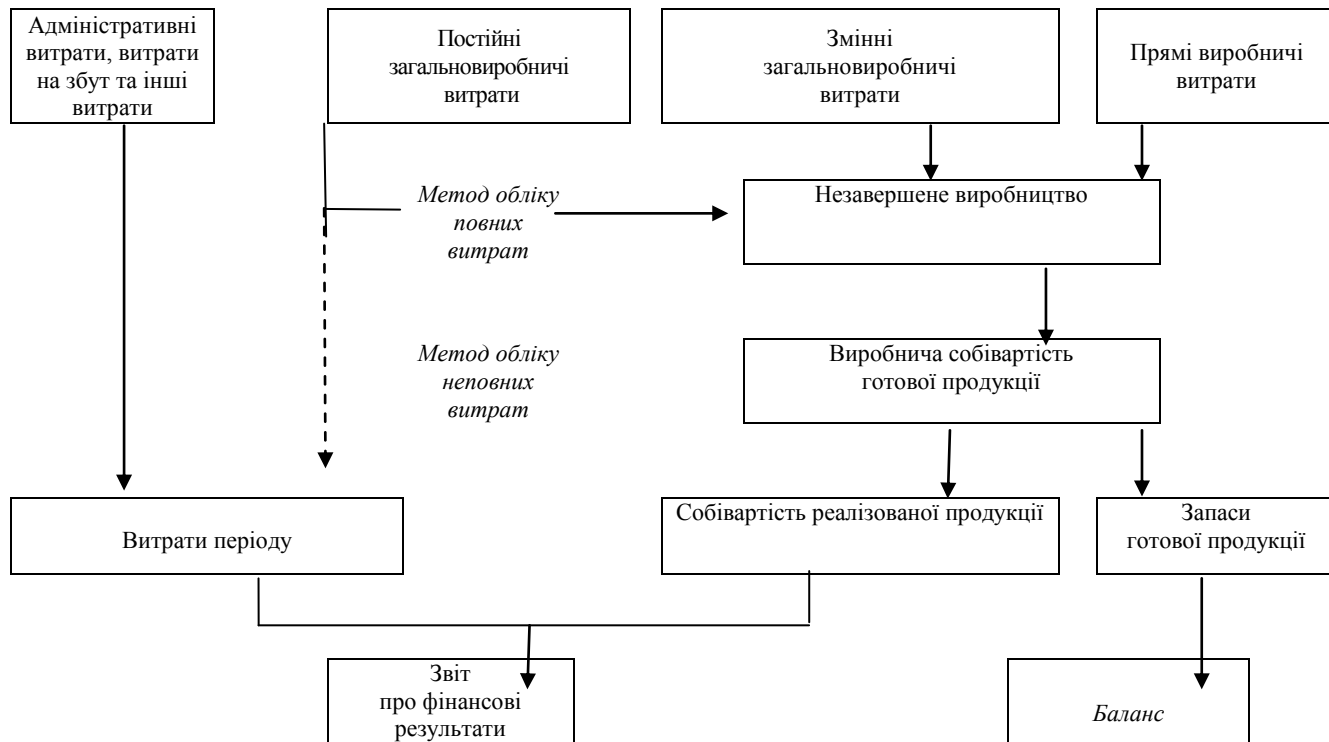 Адміністративні
витрати, витрати
на збут та інші
витрати
Постійні
загальновиробничі
витрати
Змінні
загальновиробничі
витрати
Прямі виробничі
витрати
Метод обліку
повних
витрат
Незавершене виробництво
Метод обліку
неповних
витрат
Виробнича собівартість
готової продукції
Витрати періоду
Собівартість реалізованої продукції
Запаси
готової продукції
Звіт
про фінансові
результати
Баланс